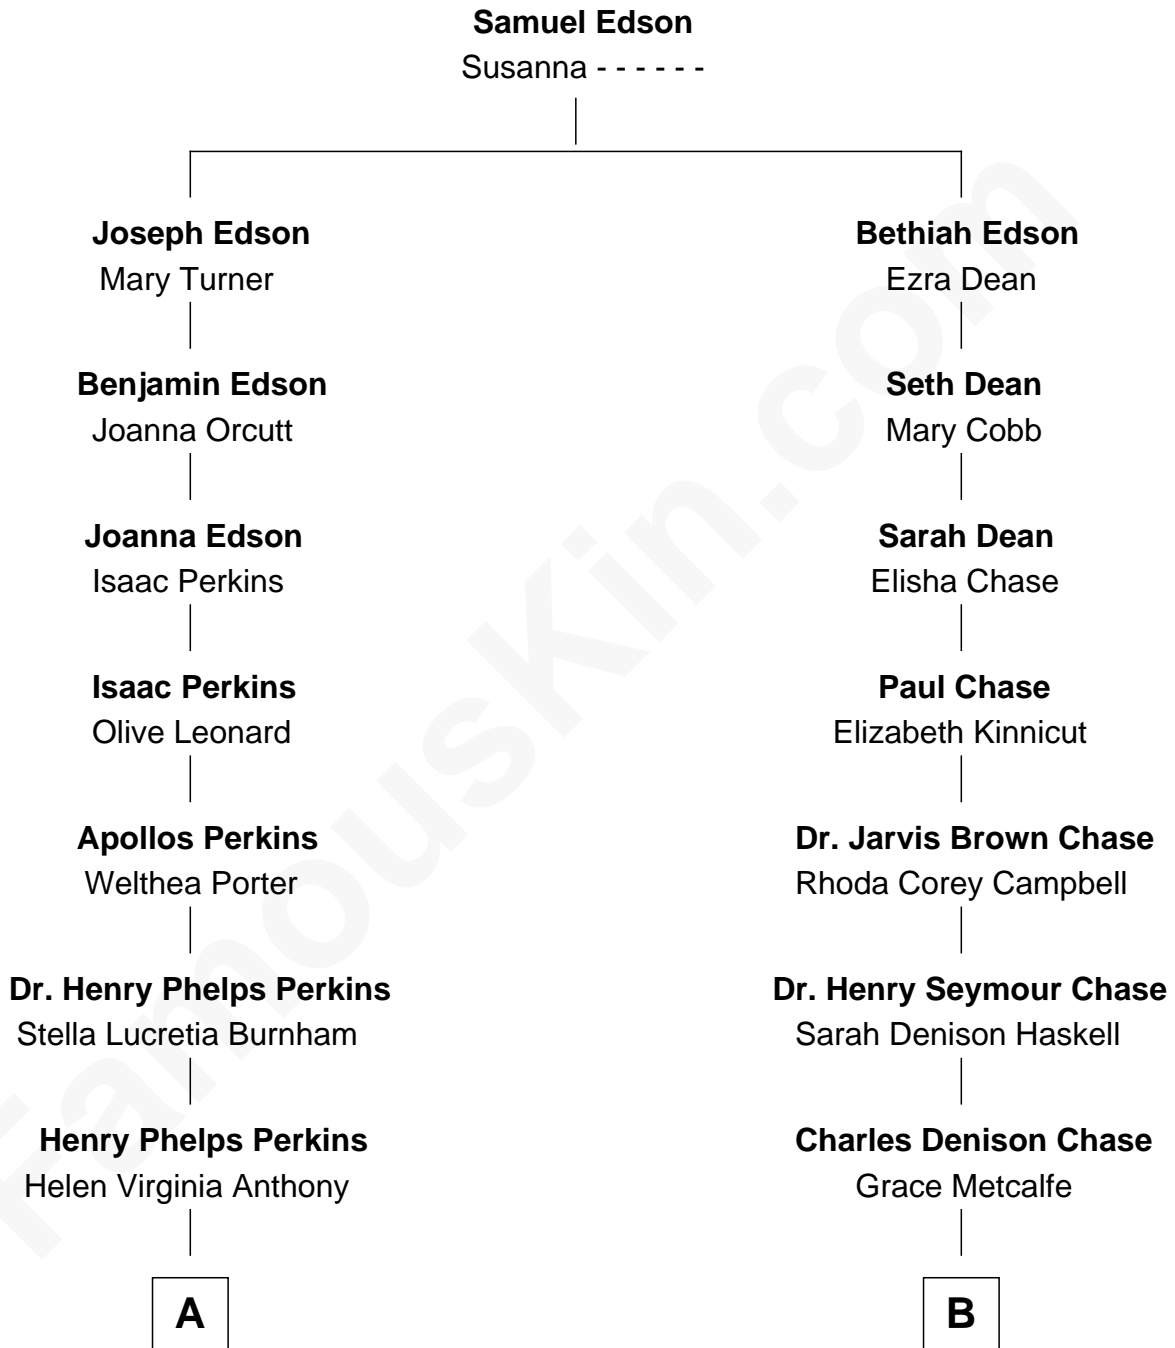 Samuel Edson
Susanna - - - - - -
Joseph Edson
Mary Turner
Bethiah Edson
Ezra Dean
Benjamin Edson
Joanna Orcutt
Seth Dean
Mary Cobb
Joanna Edson
Isaac Perkins
Sarah Dean
Elisha Chase
Isaac Perkins
Olive Leonard
Paul Chase
Elizabeth Kinnicut
Apollos Perkins
Welthea Porter
Dr. Jarvis Brown Chase
Rhoda Corey Campbell
Dr. Henry Phelps Perkins
Stella Lucretia Burnham
Dr. Henry Seymour Chase
Sarah Denison Haskell
Henry Phelps Perkins
Helen Virginia Anthony
Charles Denison Chase
Grace Metcalfe
A
B
FamousKin.com